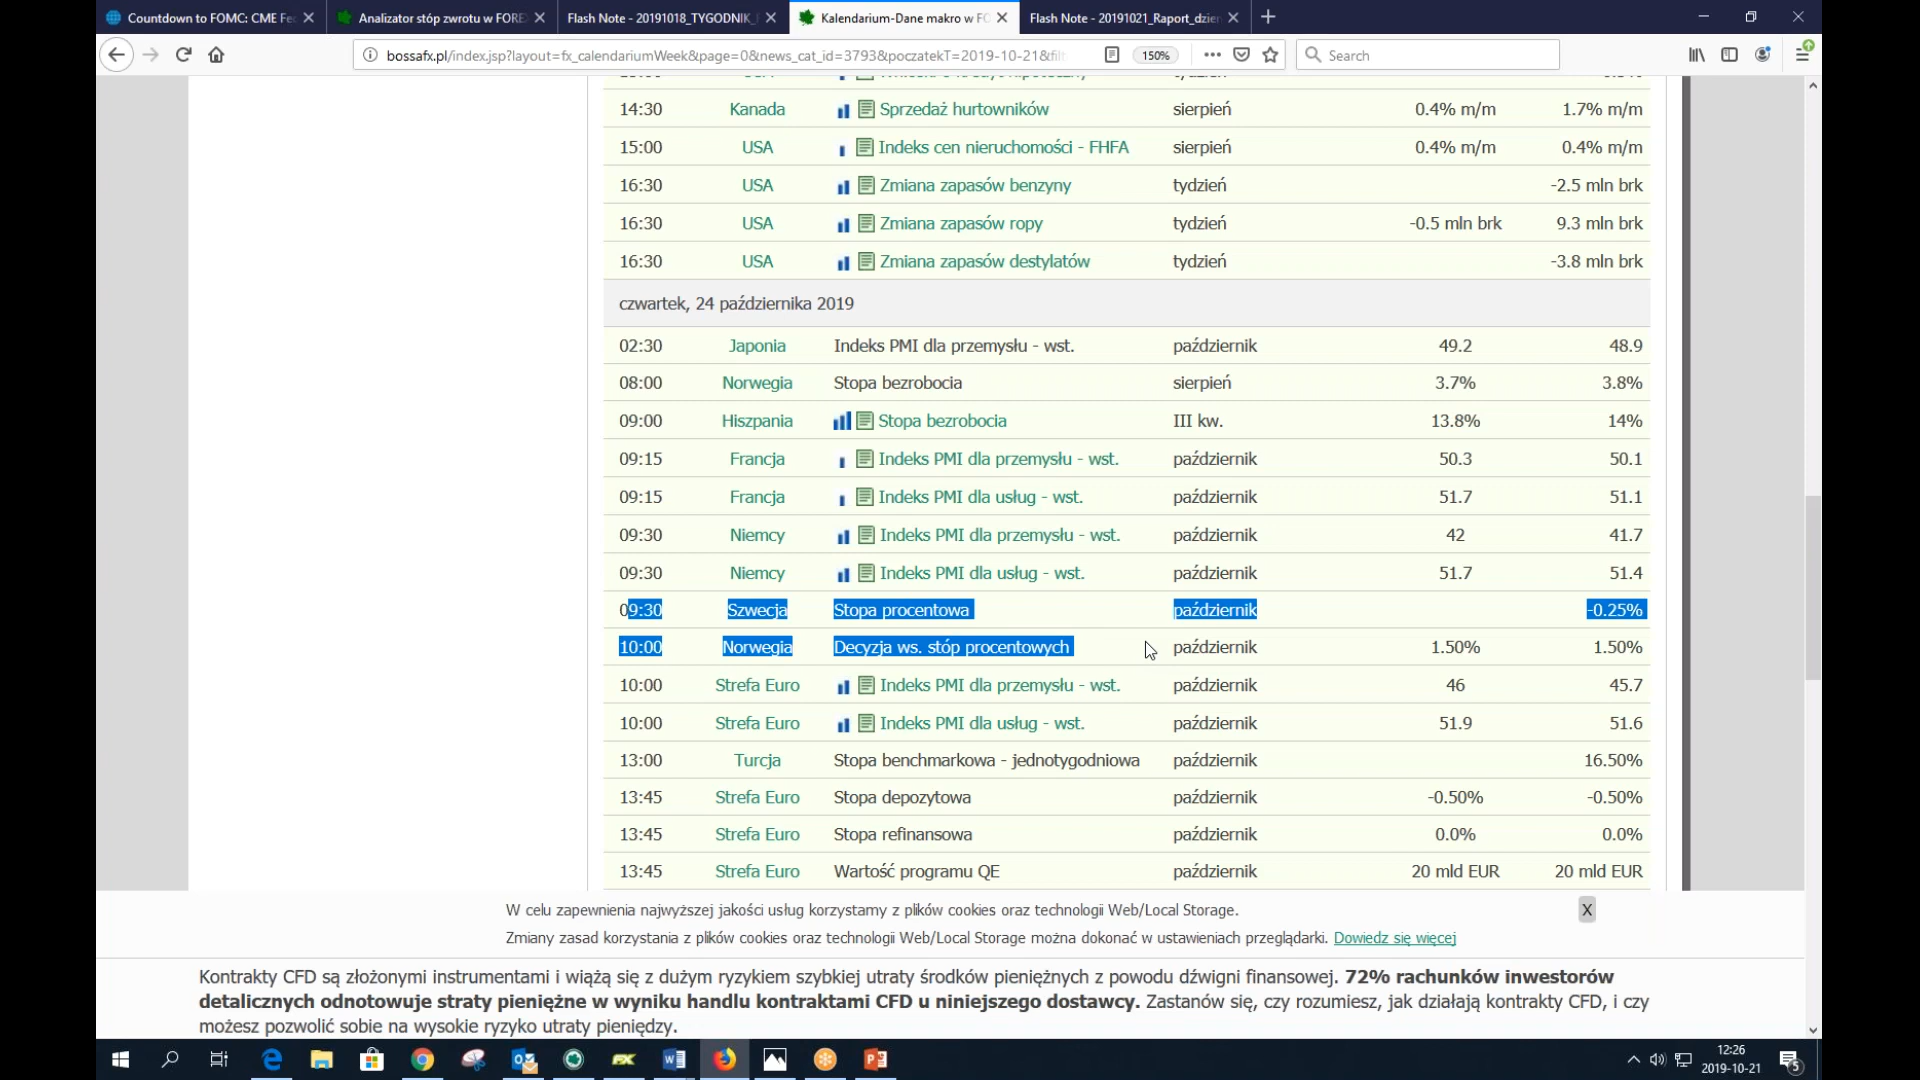 Countdown to FOMC: CME Fe
Analizator stóp zwrotu w FORE
Flash Note - 20191018_TYGODNIK_
Kalendarium-Dane makro w FO
Flash Note - 20191021_Raport_dzie
bossafx.pl/index.jsp?layout=fx_calendariumWeek&page=0&news_cat_id=3793&poczatekT=2019-10-21&fil
150%
Search
14:30 Kanada Sprzedaż hurtowników sierpień 0.4% m/m 1.7% m/m
15:00 USA Indeks cen nieruchomości - FHFA sierpień 0.4% m/m 0.4% m/m
16:30 USA Zmiana zapasów benzyny tydzień -2.5 mln brk
16:30 USA Zmiana zapasów ropy tydzień -0.5 mln brk 9.3 mln brk
16:30 USA Zmiana zapasów destylatów tydzień -3.8 mln brk
czwartek, 24 października 2019
02:30 Japonia Indeks PMI dla przemysłu - wst. październik 49.2 48.9
08:00 Norwegia Stopa bezrobocia sierpień 3.7% 3.8%
09:00 Hiszpania Stopa bezrobocia III kw. 13.8% 14%
09:15 Francja Indeks PMI dla przemysłu - wst. październik 50.3 50.1
09:15 Francja Indeks PMI dla usług - wst. październik 51.7 51.1
09:30 Niemcy Indeks PMI dla przemysłu - wst. październik 42 41.7
09:30 Niemcy Indeks PMI dla usług - wst. październik 51.7 51.4
09:30 Szwecja Stopa procentowa październik -0.25%
10:00 Norwegia Decyzja ws. stóp procentowych październik 1.50% 1.50%
10:00 Strefa Euro Indeks PMI dla przemysłu - wst. październik 46 45.7
10:00 Strefa Euro Indeks PMI dla usług - wst. październik 51.9 51.6
13:00 Turcja Stopa benchmarkowa - jednotygodniowa październik 16.50%
13:45 Strefa Euro Stopa depozytowa październik -0.50% -0.50%
13:45 Strefa Euro Stopa refinansowa październik 0.0% 0.0%
13:45 Strefa Euro Wartość programu QE październik 20 mld EUR 20 mld EUR
W celu zapewnienia najwyższej jakości usług korzystamy z plików cookies oraz technologii Web/Local Storage.
X
Zmiany zasad korzystania z plików cookies oraz technologii Web/Local Storage można dokonać w ustawieniach przeglądarki. Dowiedz się więcej
Kontrakty CFD są złożonymi instrumentami i wiążą się z dużym ryzykiem szybkiej utraty środków pieniężnych z powodu dźwigni finansowej. 72% rachunków inwestorów
detalicznych odnotowuje straty pieniężne w wyniku handlu kontraktami CFD u niniejszego dostawcy. Zastanów się, czy rozumiesz, jak działają kontrakty CFD, i czy
możesz pozwolić sobie na wysokie ryzyko utraty pieniędzy.
12:26
2019-10-21
5